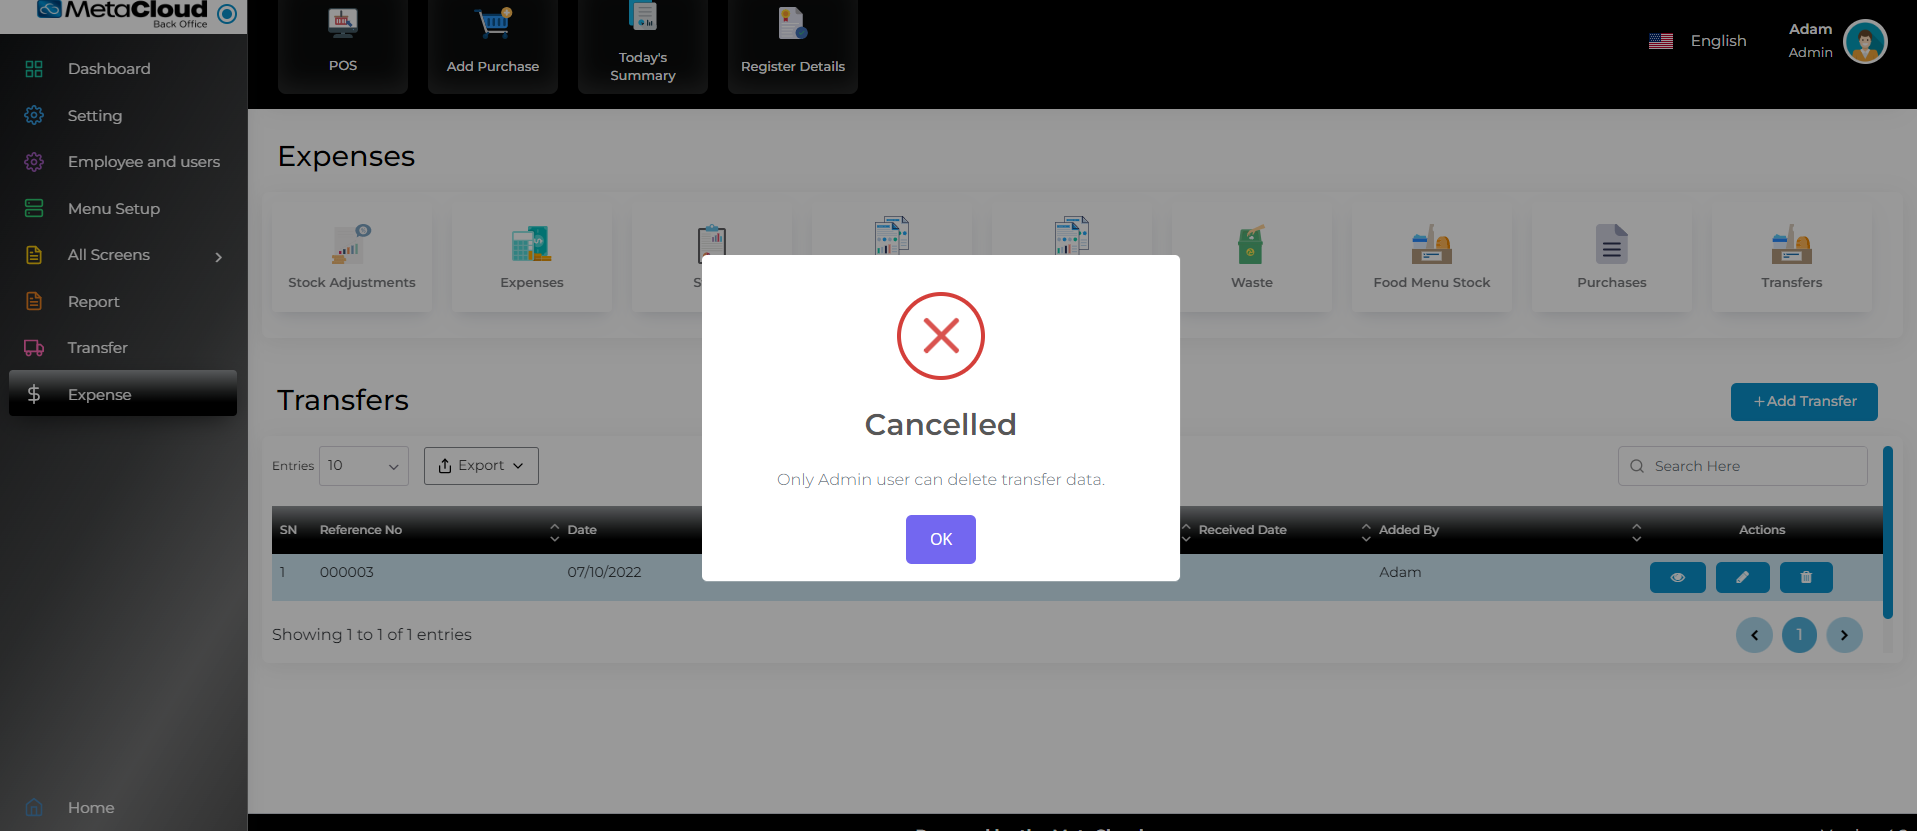 MetaCloud
Back Office
Dashboard
Setting
Employee and users
Menu Setup
All Screens
Report
Transfer
Expense
Home
POS
Add Purchase
Today's
Summary
Register Details
English
Adam
Admin
Expenses
Stock Adjustments
Expenses
S
Waste
Food Menu Stock
Purchases
Transfers
Transfers
+Add Transfer
Entries 10
Export
Search Here
SN Reference No Date Received Date Added By Actions
1 000003 07/10/2022 Adam
Showing 1 to 1 of 1 entries
1
Cancelled
Only Admin user can delete transfer data.
OK